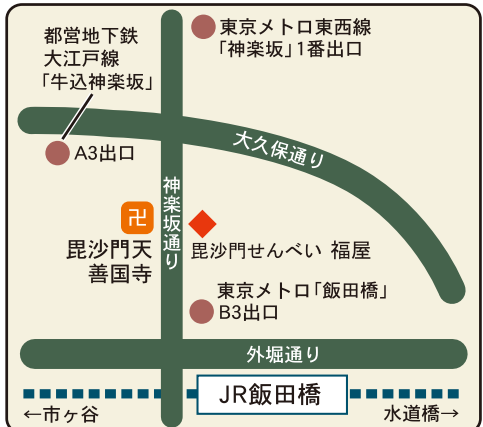 東京メトロ東西線
「神楽坂」1番出口
都営地下鉄
大江戸線
「牛込神楽坂」
A3出口
大久保通り
神楽坂通り
卍
毘沙門天
善国寺
毘沙門せんべい 福屋
東京メトロ「飯田橋」
B3出口
外堀通り
JR飯田橋
←市ヶ谷
水道橋→